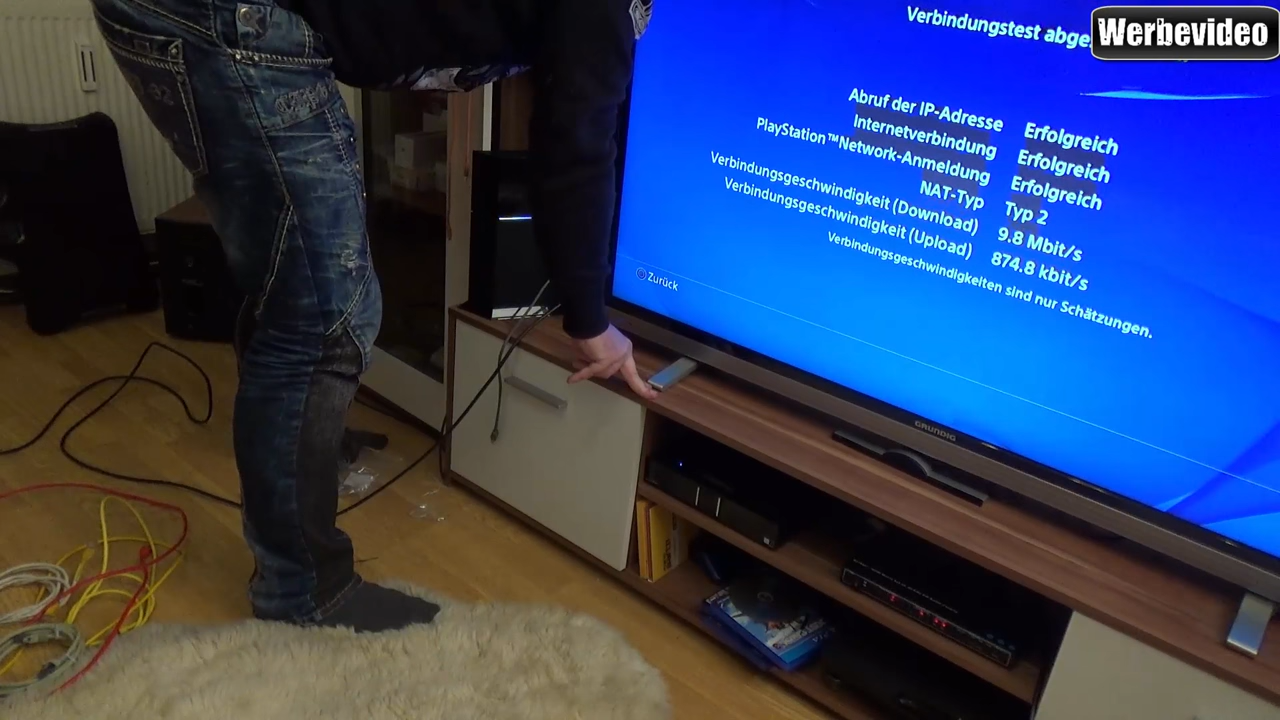 Werbevideo
Verbindungstest abge
Abruf der IP-Adresse Erfolgreich
Internetverbindung Erfolgreich
PlayStation™Network-Anmeldung Erfolgreich
NAT-Typ Typ 2
Verbindungsgeschwindigkeit (Download) 9.8 Mbit/s
Verbindungsgeschwindigkeit (Upload) 874.8 kbit/s
Verbindungsgeschwindigkeiten sind nur Schätzungen.
Zurück
GRUNDIG